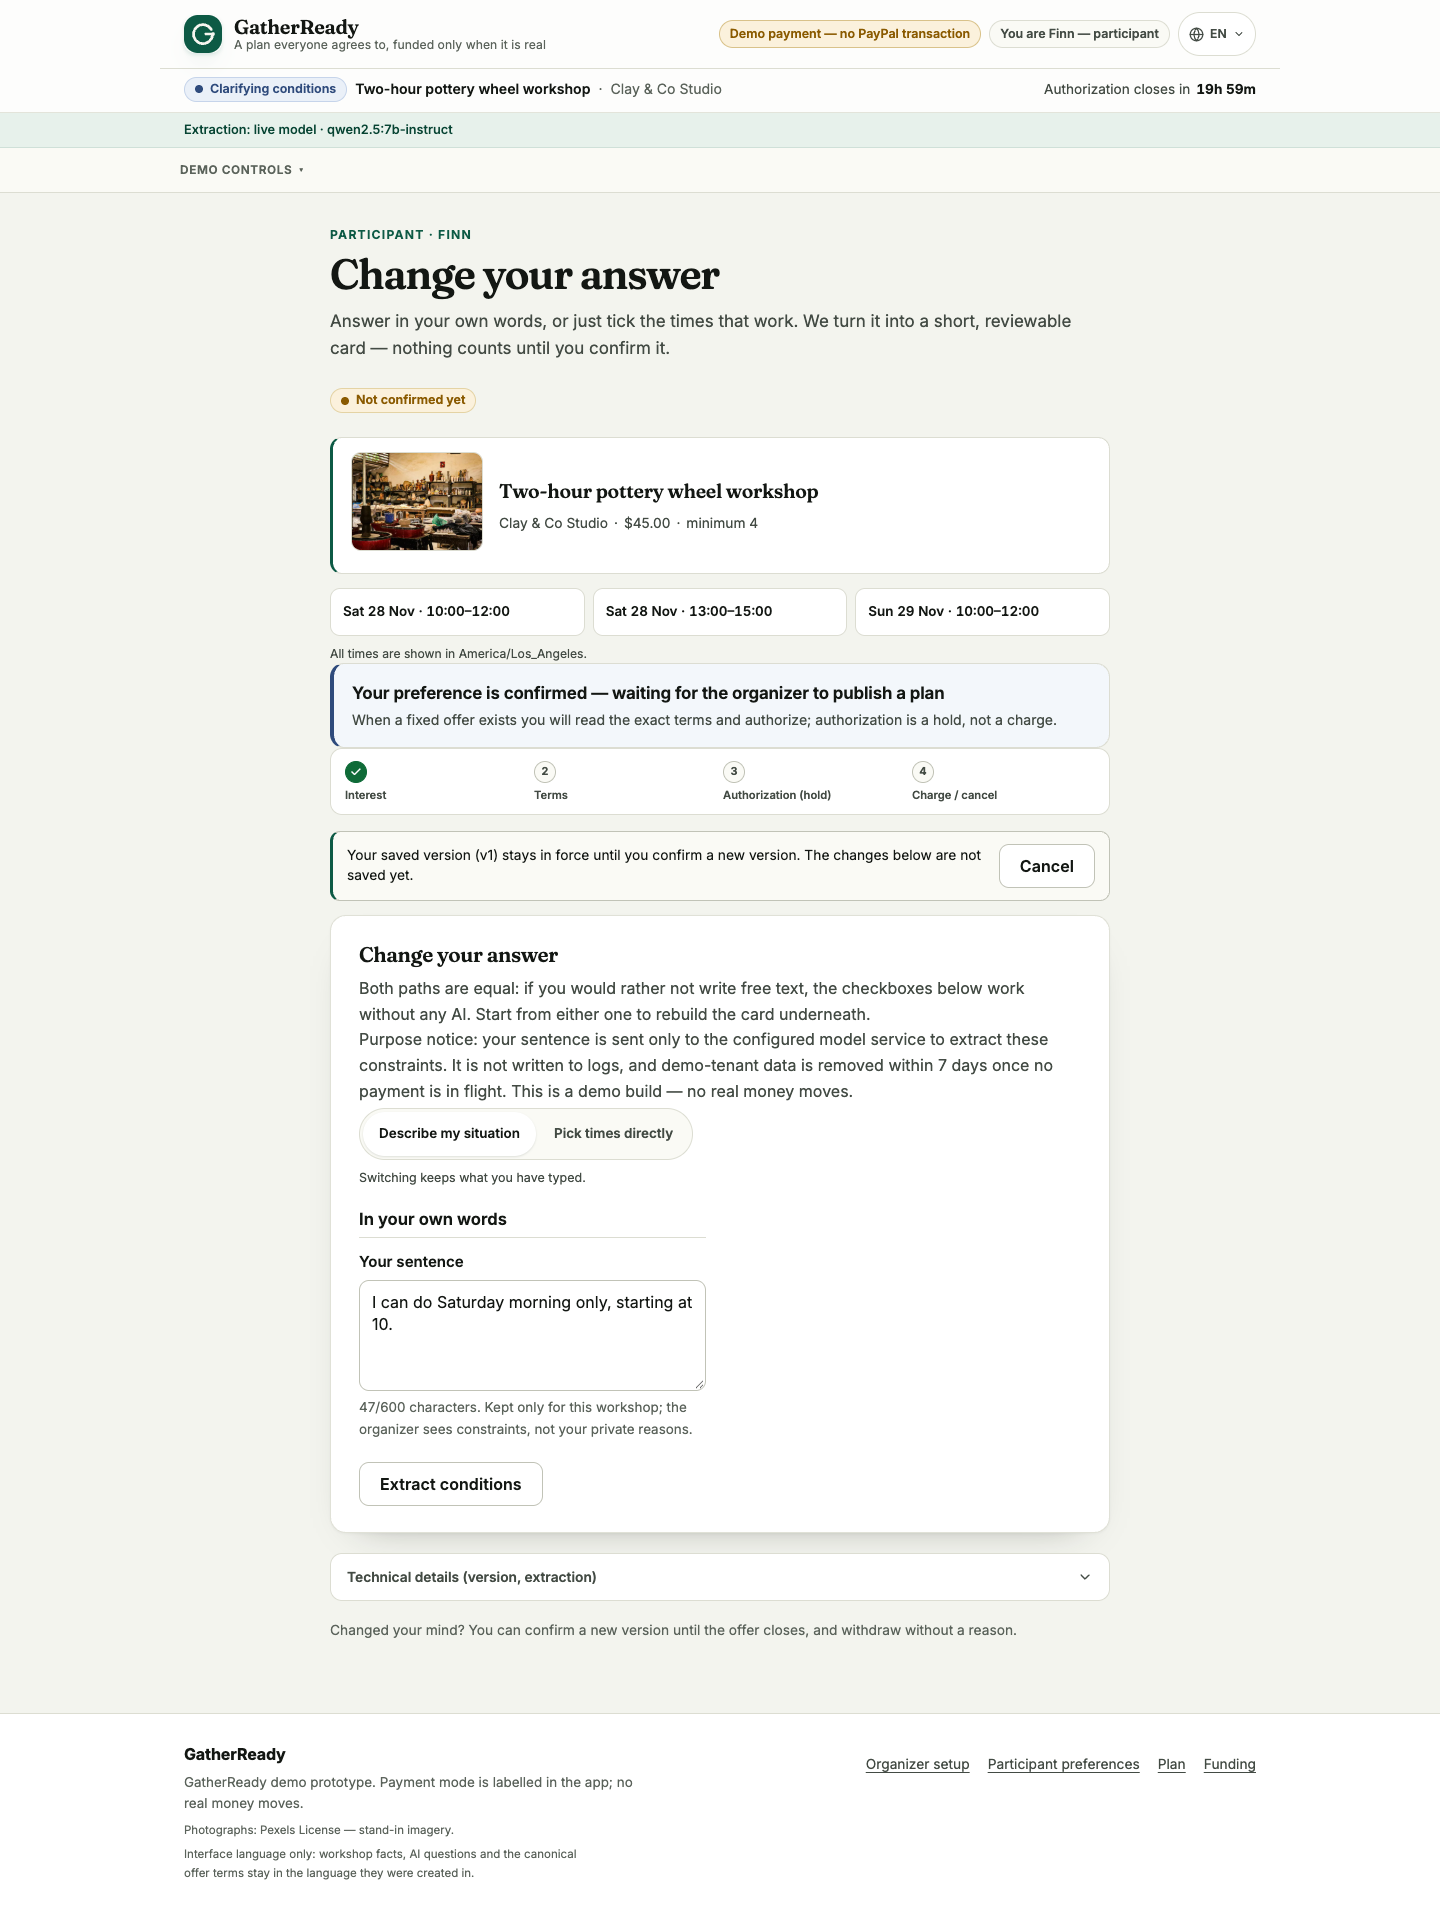 GatherReady
A plan everyone agrees to, funded only when it is real
Demo payment — no PayPal transaction
You are Finn — participant
EN
Clarifying conditions
Two-hour pottery wheel workshop · Clay & Co Studio
Authorization closes in 19h 59m
Extraction: live model · qwen2.5:7b-instruct
DEMO CONTROLS
PARTICIPANT · FINN
Change your answer
Answer in your own words, or just tick the times that work. We turn it into a short, reviewable
card — nothing counts until you confirm it.
Not confirmed yet
Two-hour pottery wheel workshop
Clay & Co Studio · $45.00 · minimum 4
Sat 28 Nov · 10:00–12:00
Sat 28 Nov · 13:00–15:00
Sun 29 Nov · 10:00–12:00
All times are shown in America/Los_Angeles.
Your preference is confirmed — waiting for the organizer to publish a plan
When a fixed offer exists you will read the exact terms and authorize; authorization is a hold, not a charge.
Interest
2
Terms
3
Authorization (hold)
4
Charge / cancel
Your saved version (v1) stays in force until you confirm a new version. The changes below are not
saved yet.
Cancel
Change your answer
Both paths are equal: if you would rather not write free text, the checkboxes below work
without any AI. Start from either one to rebuild the card underneath.
Purpose notice: your sentence is sent only to the configured model service to extract these
constraints. It is not written to logs, and demo-tenant data is removed within 7 days once no
payment is in flight. This is a demo build — no real money moves.
Describe my situation
Pick times directly
Switching keeps what you have typed.
In your own words
Your sentence
I can do Saturday morning only, starting at
10.
47/600 characters. Kept only for this workshop; the
organizer sees constraints, not your private reasons.
Extract conditions
Technical details (version, extraction)
Changed your mind? You can confirm a new version until the offer closes, and withdraw without a reason.
GatherReady
GatherReady demo prototype. Payment mode is labelled in the app; no
real money moves.
Photographs: Pexels License — stand-in imagery.
Interface language only: workshop facts, AI questions and the canonical
offer terms stay in the language they were created in.
Organizer setup
Participant preferences
Plan
Funding